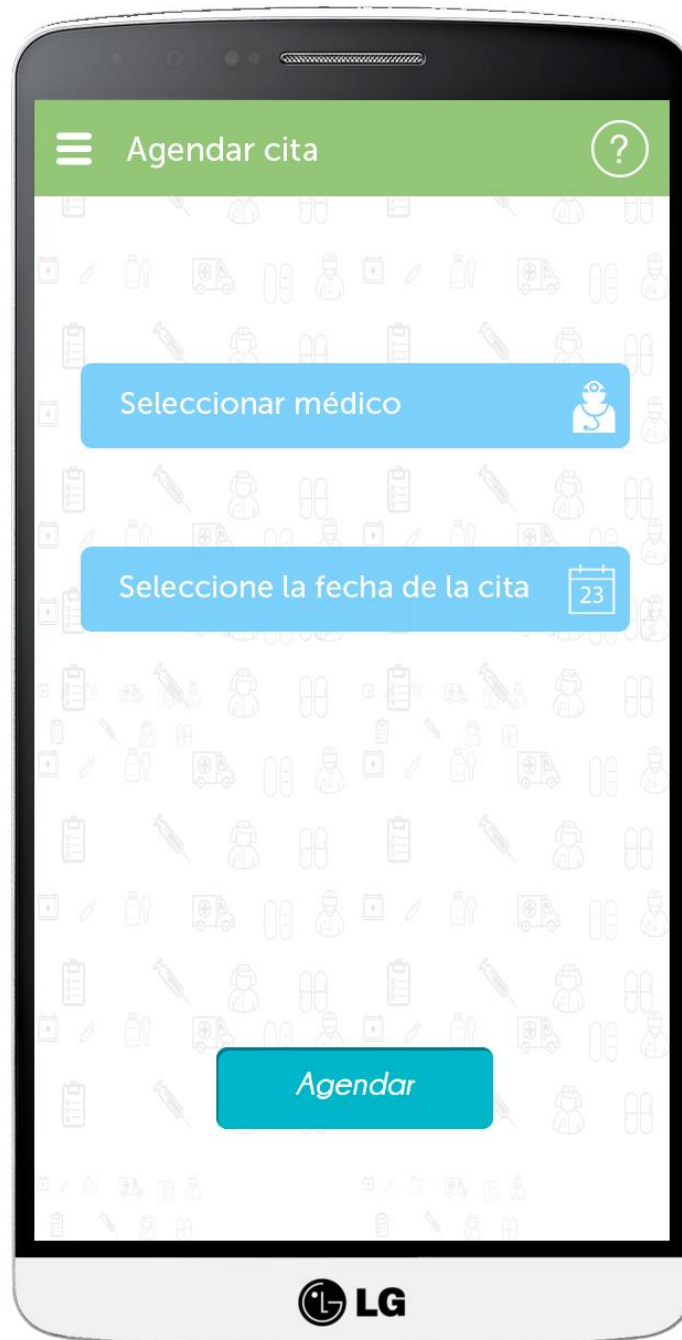 Agendar cita
?
Seleccionar médico
Seleccione la fecha de la cita
23
Agendar
LG